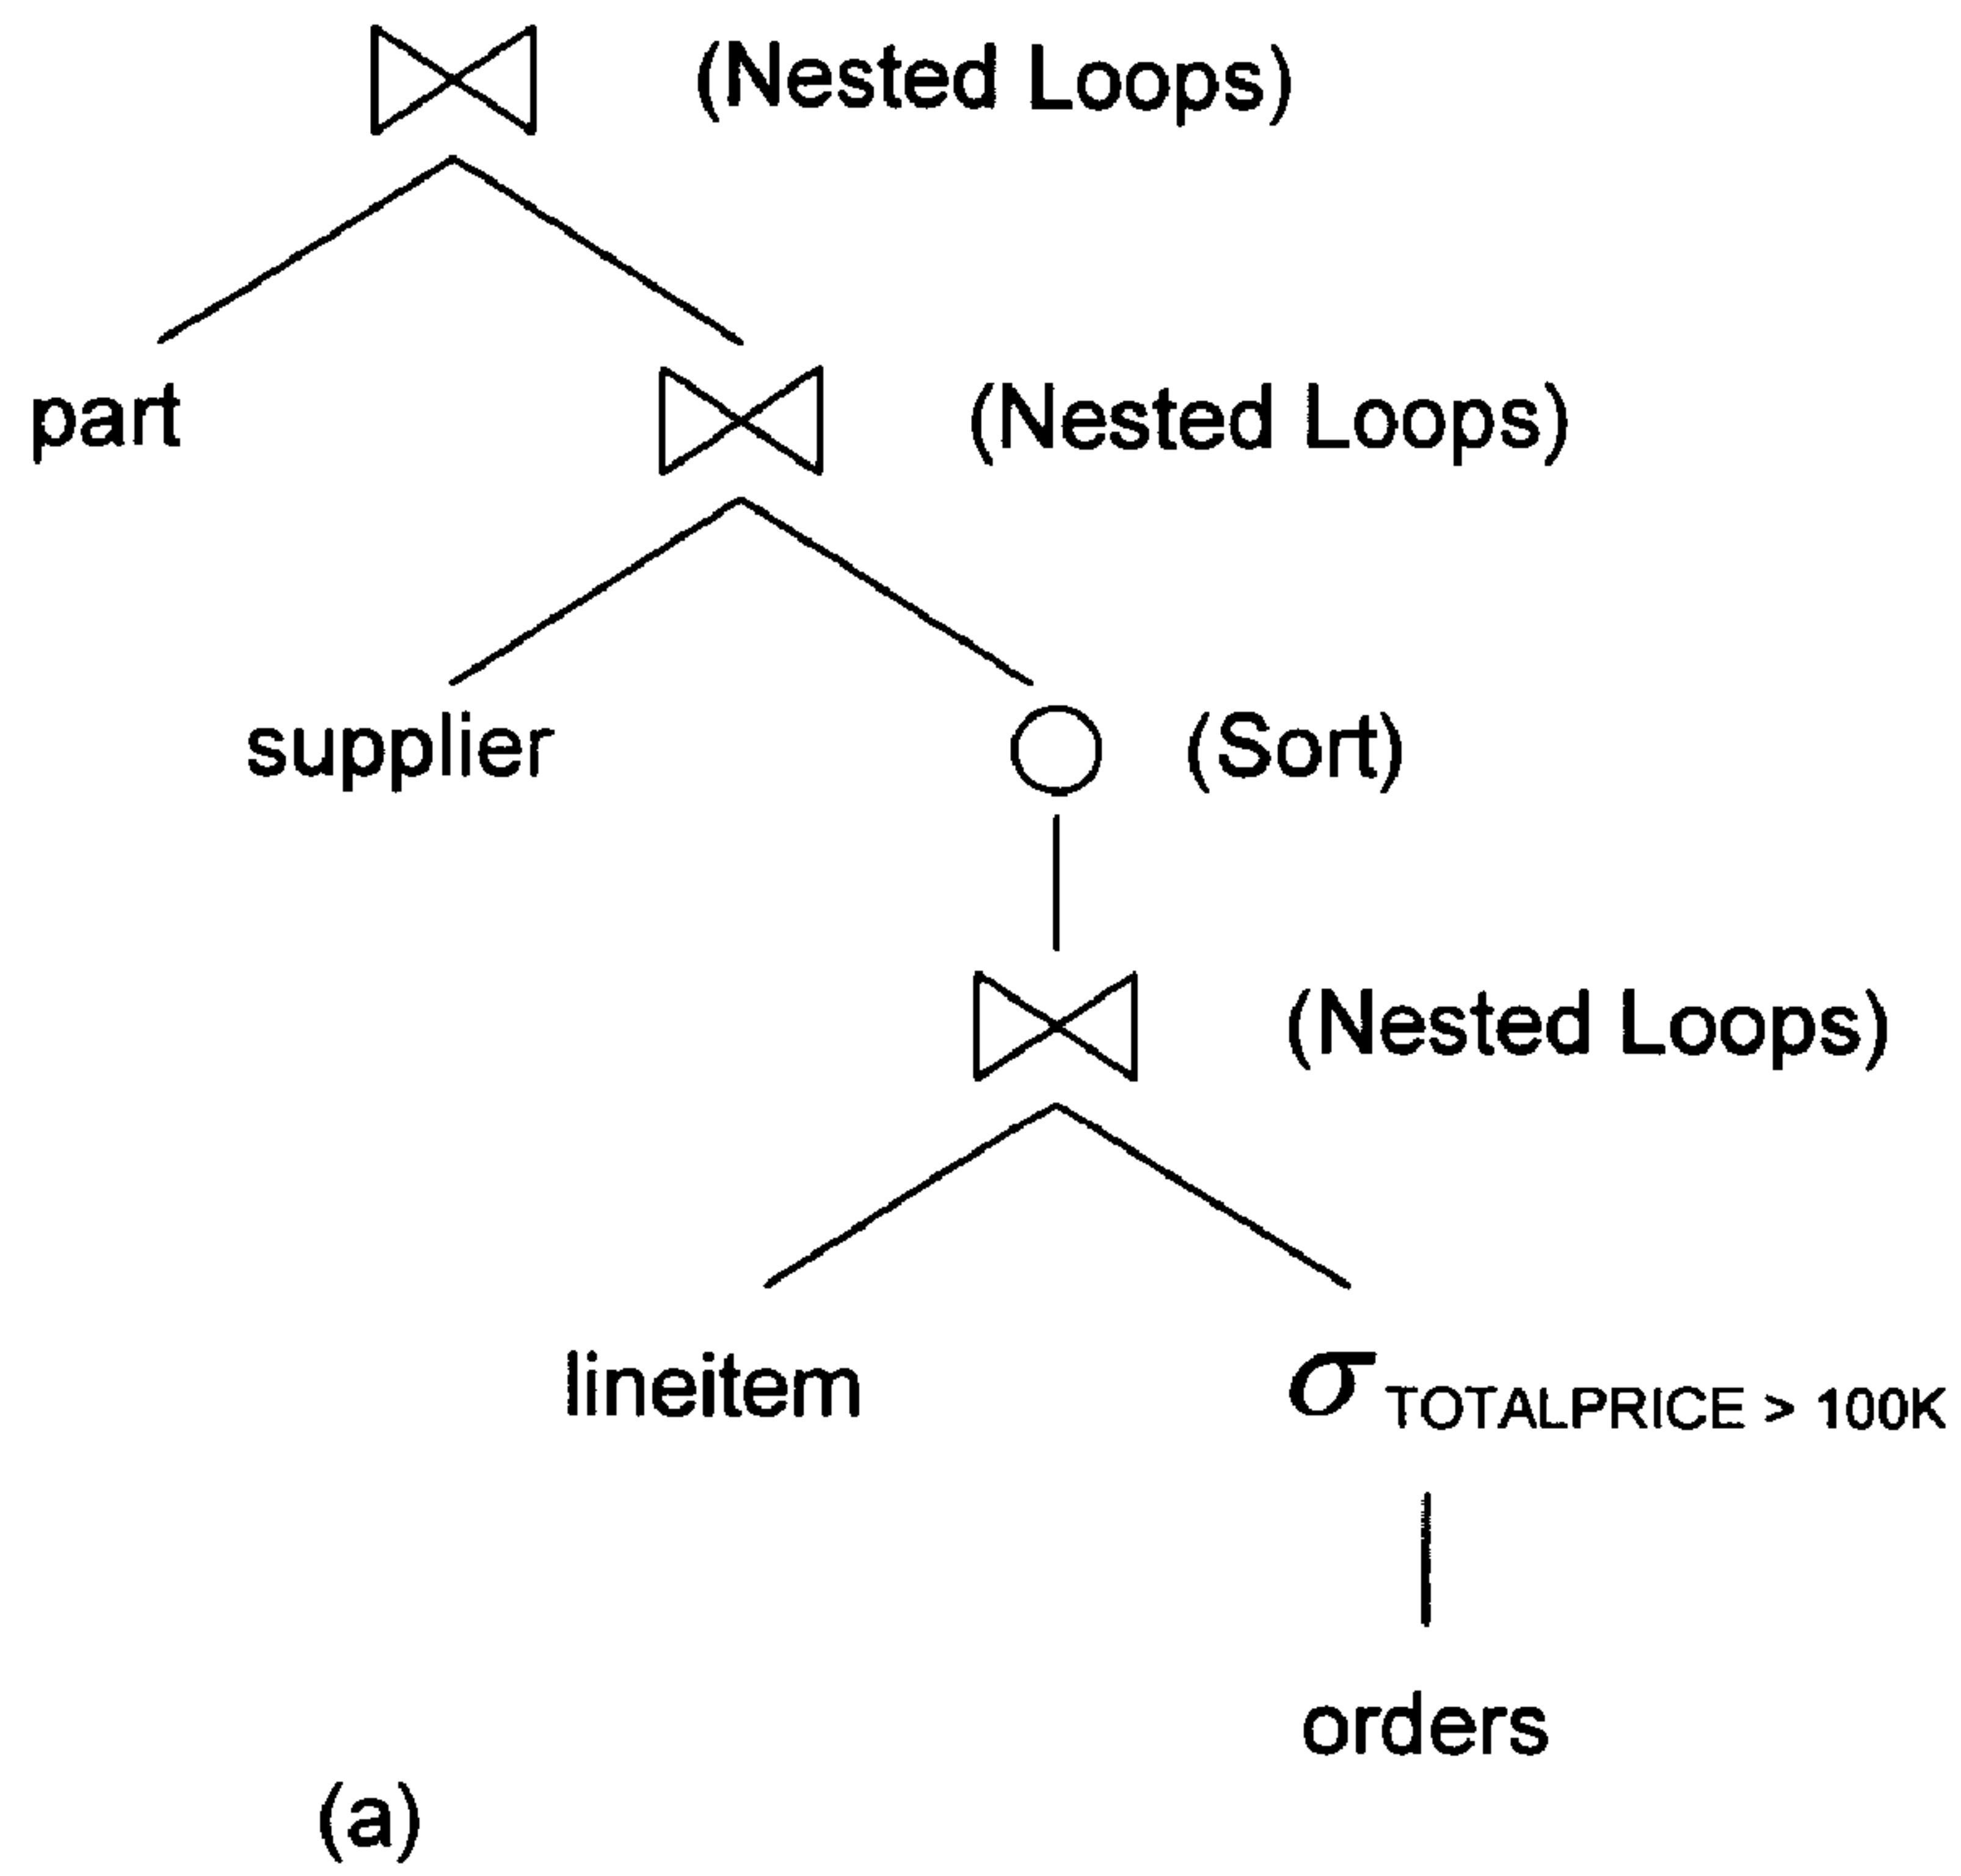 (Nested Loops)
part
(Nested Loops)
supplier
(Sort)
(Nested Loops)
lineitem
σ TOTALPRICE > 100K
orders
(a)